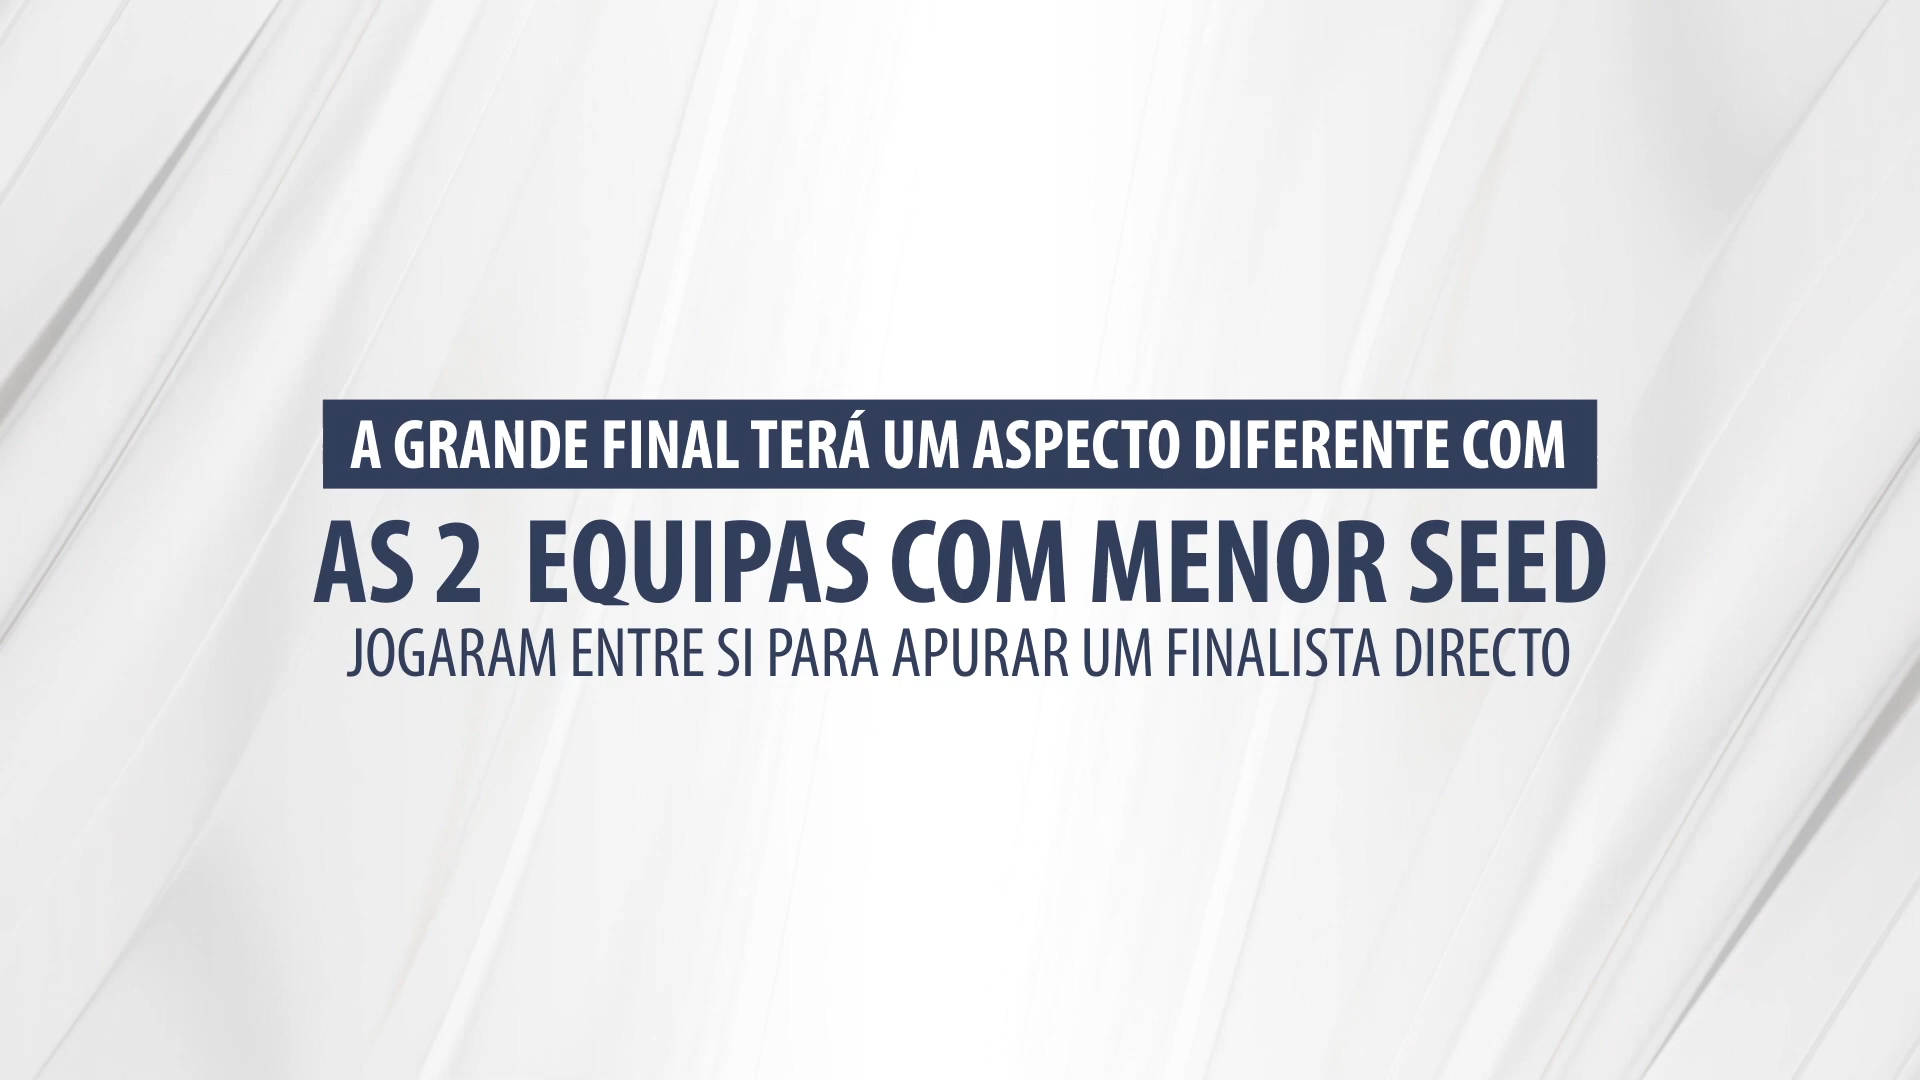 A GRANDE FINAL TERÁ UM ASPECTO DIFERENTE COM
AS 2 EQUIPAS COM MENOR SEED
JOGARAM ENTRE SI PARA APURAR UM FINALISTA DIRECTO